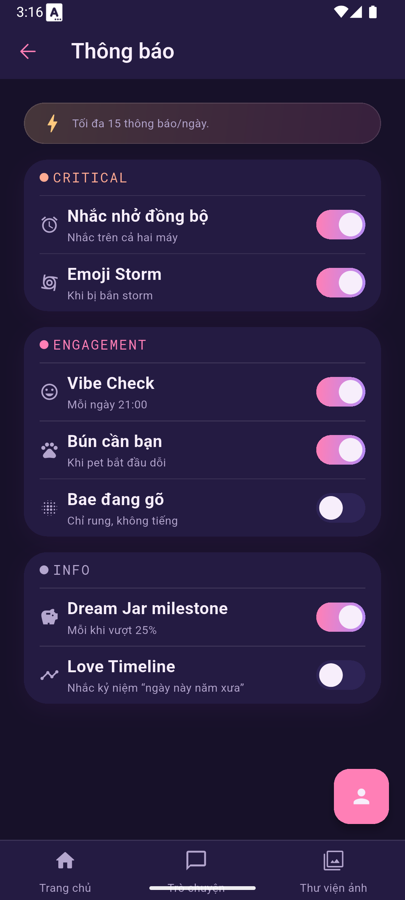 3:16 A
Thông báo
Tối đa 15 thông báo/ngày.
CRITICAL
Nhắc nhở đồng bộ
Nhắc trên cả hai máy
Emoji Storm
Khi bị bắn storm
ENGAGEMENT
Vibe Check
Mỗi ngày 21:00
Bún cần bạn
Khi pet bắt đầu dỗi
Bae đang gõ
Chỉ rung, không tiếng
INFO
Dream Jar milestone
Mỗi khi vượt 25%
Love Timeline
Nhắc kỷ niệm “ngày này năm xưa”
Trang chủ Trò chuyện Thư viện ảnh